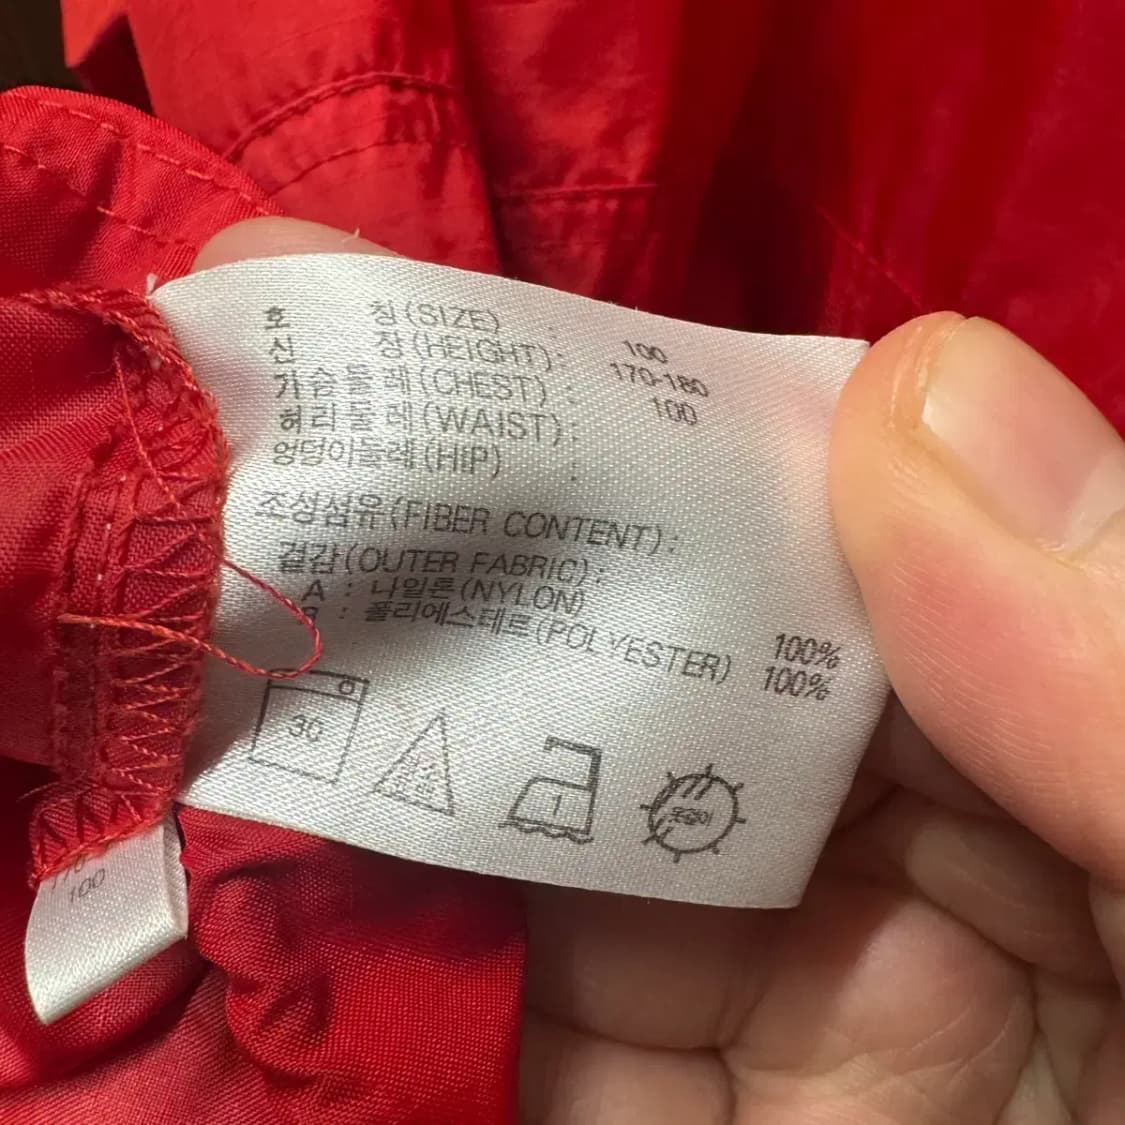 호 칭(SIZE) : 100
신 장(HEIGHT): 170-180
가슴둘레(CHEST) : 100
허리둘레(WAIST):
엉덩이둘레(HIP) :
조성섬유(FIBER CONTENT):
겉감(OUTER FABRIC):
A : 나일론(NYLON) 100%
B : 폴리에스테르(POLYESTER) 100%
30
1
100